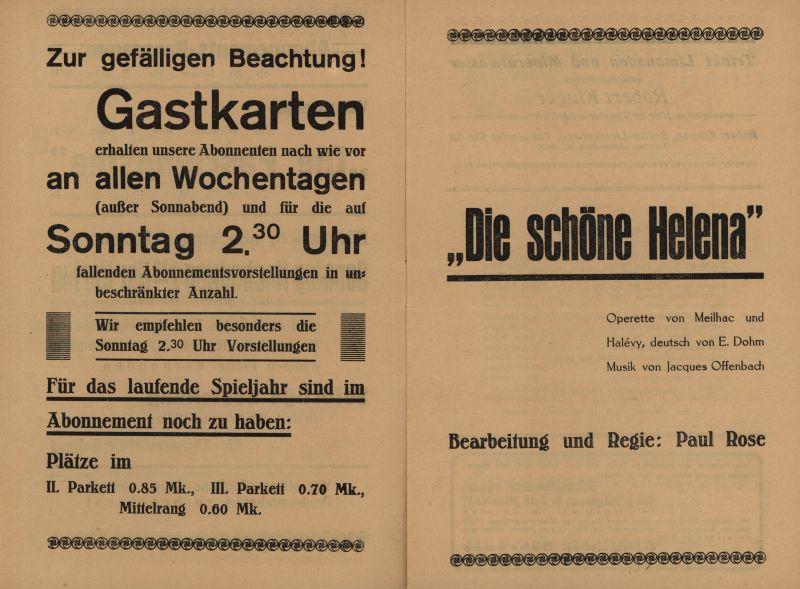 Zur gefälligen Beachtung!
Gastkarten
erhalten unsere Abonnenten nach wie vor
an allen Wochentagen
(außer Sonnabend) und für die auf
Sonntag 2.30 Uhr
fallenden Abonnementsvorstellungen in un=
beschränkter Anzahl.
Wir empfehlen besonders die
Sonntag 2.30 Uhr Vorstellungen
Für das laufende Spieljahr sind im
Abonnement noch zu haben:
Plätze im
II. Parkett 0.85 Mk., III. Parkett 0.70 Mk.,
Mittelrang 0.60 Mk.
„Die schöne Helena”
Operette von Meilhac und
Halévy, deutsch von E. Dohm
Musik von Jacques Offenbach
Bearbeitung und Regie: Paul Rose